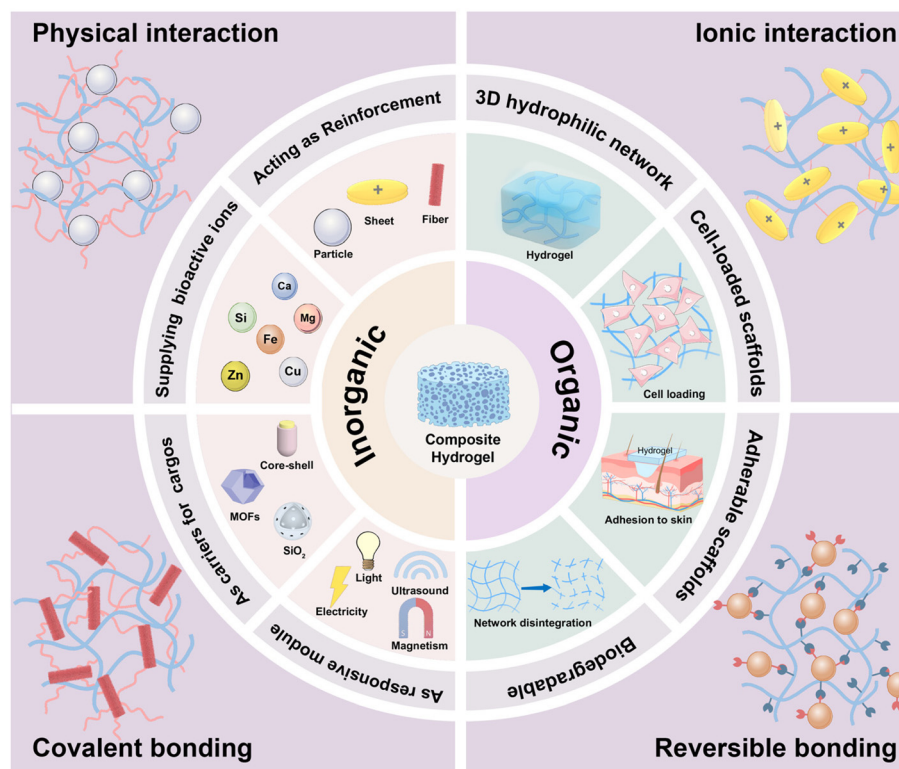 Physical interaction
Ionic interaction
Acting as Reinforcement
3D hydrophilic network
+
Sheet
Fiber
Particle
Hydrogel
Supplying bioactive ions
Ca
Si
Mg
Fe
Zn
Cu
Cell-loaded scaffolds
Cell loading
Inorganic
Organic
Composite
Hydrogel
As carriers for cargos
Core-shell
MOFs
SiO₂
Adherable scaffolds
Hydrogel
Adhesion to skin
As responsive module
Light
Electricity
Ultrasound
S N
Magnetism
Biodegradable
Network disintegration
Covalent bonding
Reversible bonding